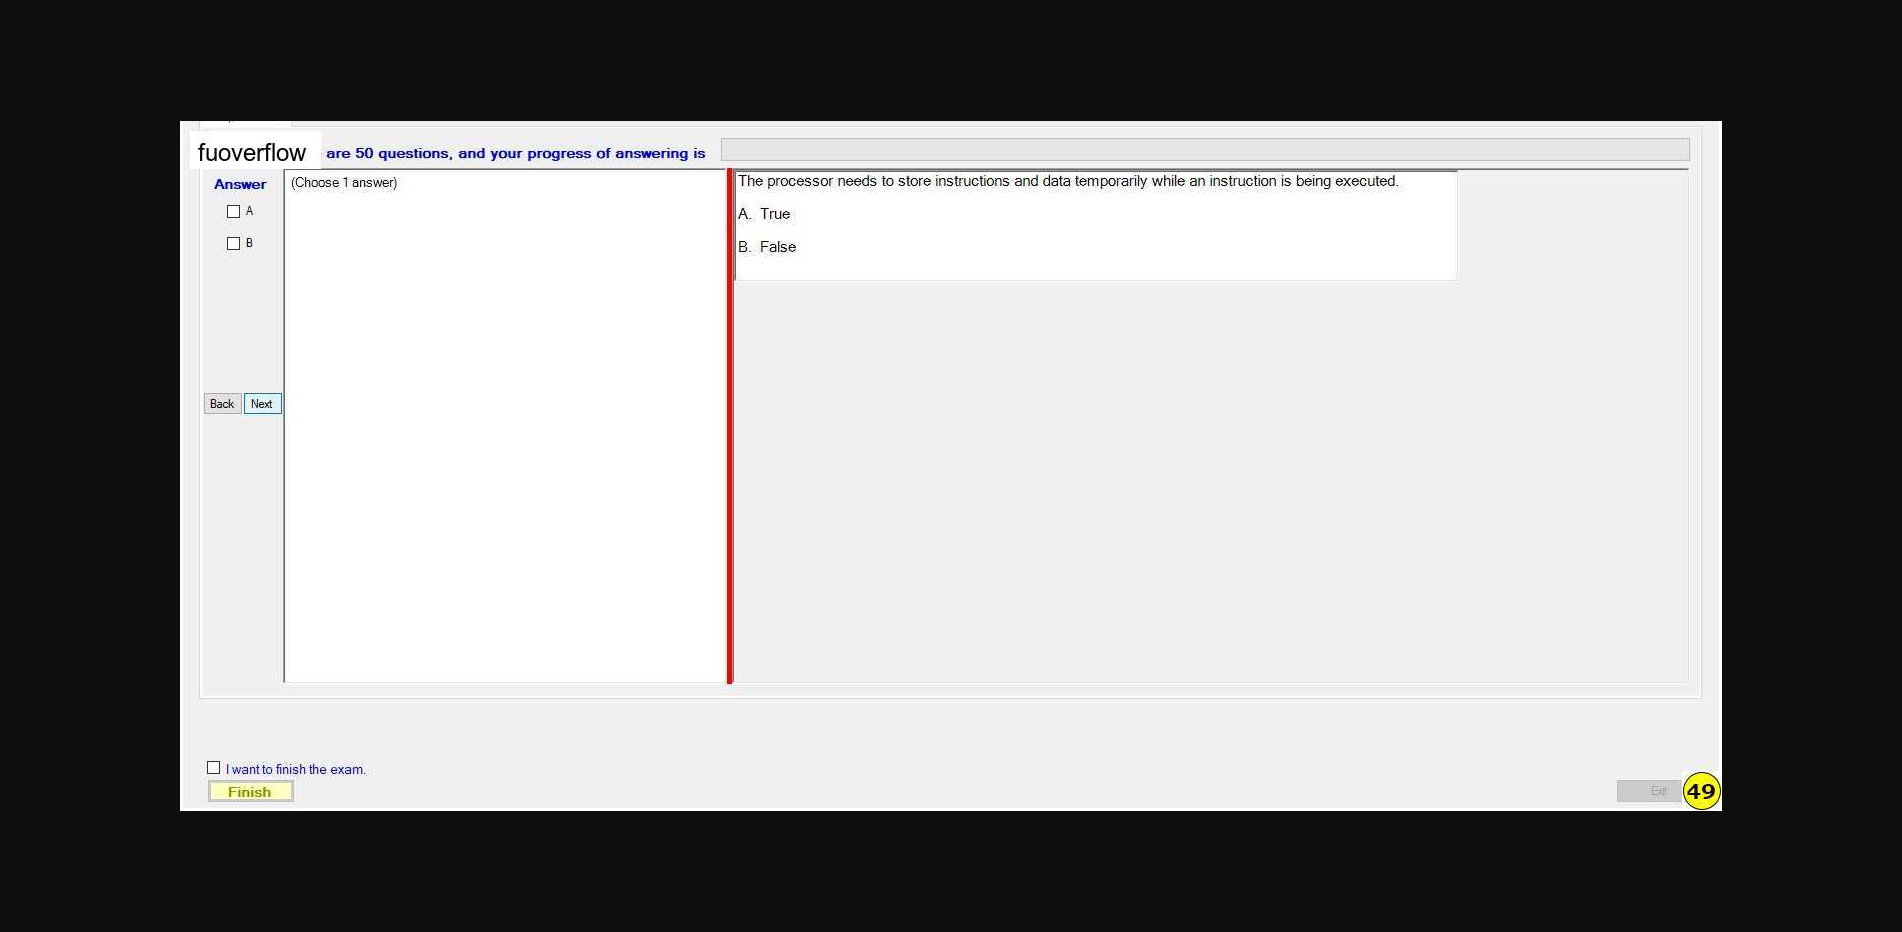 fuoverflow are 50 questions, and your progress of answering is
Answer
A
B
Back Next
(Choose 1 answer)
The processor needs to store instructions and data temporarily while an instruction is being executed.
A. True
B. False
I want to finish the exam.
Finish
Exit
49